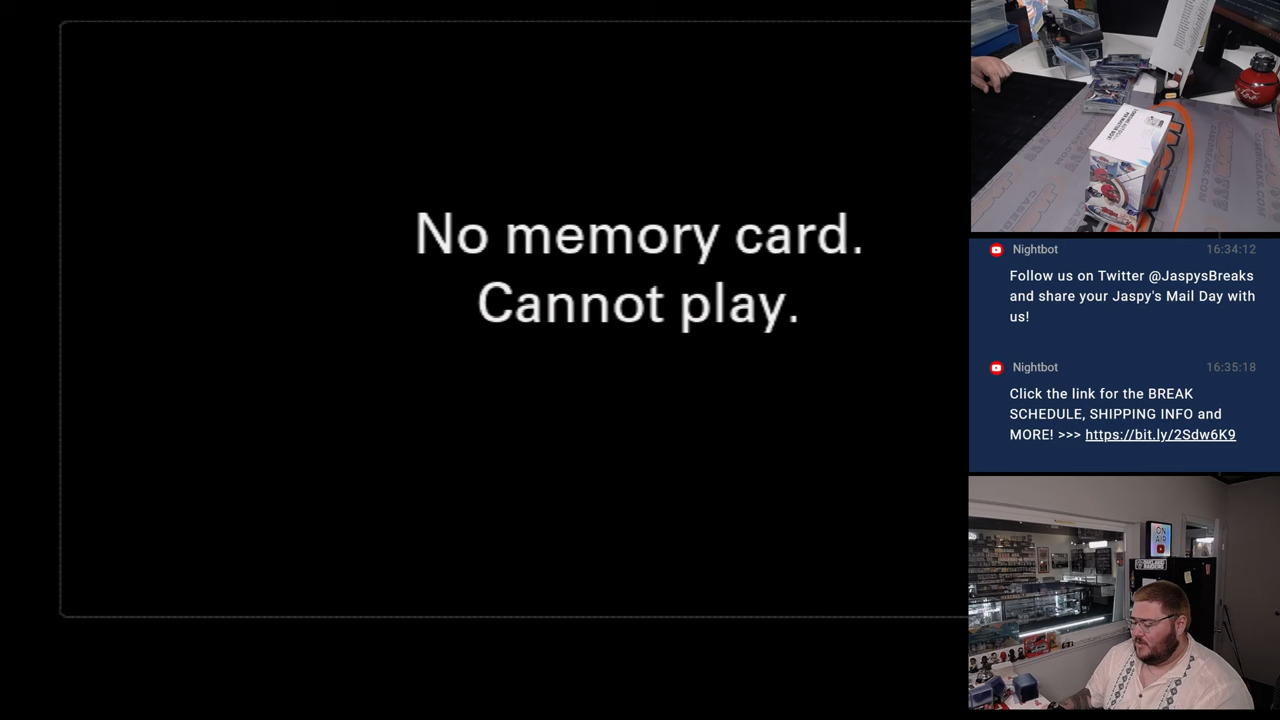 No memory card.
Cannot play.
Nightbot
16:34:12
Follow us on Twitter @JaspysBreaks
and share your Jaspy's Mail Day with
us!
Nightbot
16:35:18
Click the link for the BREAK
SCHEDULE, SHIPPING INFO and
MORE! >>> https://bit.ly/2Sdw6K9
ON
AIR